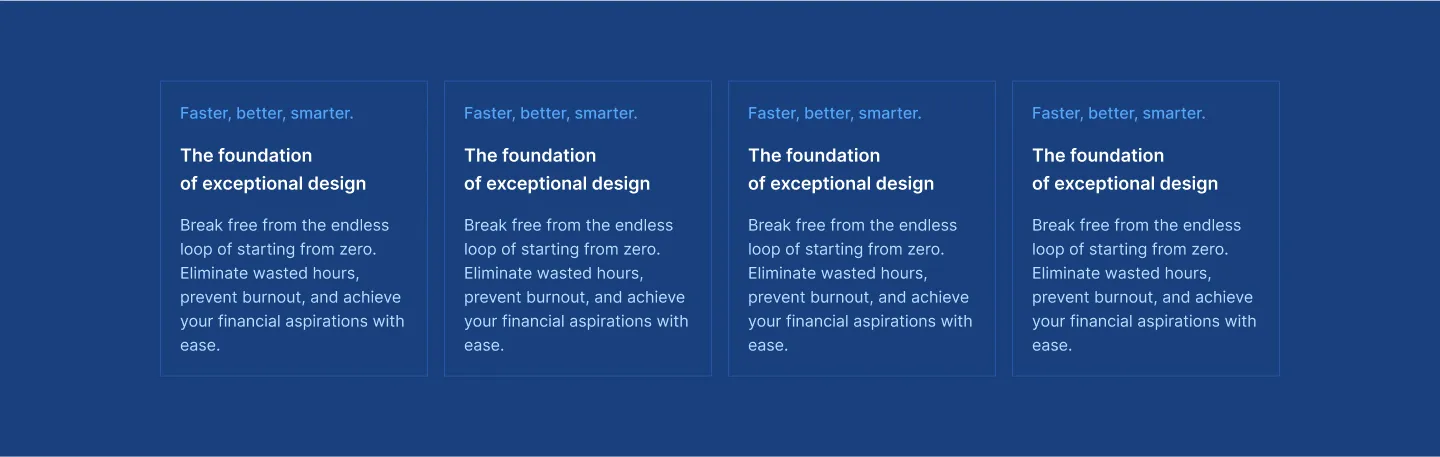 Faster, better, smarter.
The foundation
of exceptional design
Break free from the endless
loop of starting from zero.
Eliminate wasted hours,
prevent burnout, and achieve
your financial aspirations with
ease.
Faster, better, smarter.
The foundation
of exceptional design
Break free from the endless
loop of starting from zero.
Eliminate wasted hours,
prevent burnout, and achieve
your financial aspirations with
ease.
Faster, better, smarter.
The foundation
of exceptional design
Break free from the endless
loop of starting from zero.
Eliminate wasted hours,
prevent burnout, and achieve
your financial aspirations with
ease.
Faster, better, smarter.
The foundation
of exceptional design
Break free from the endless
loop of starting from zero.
Eliminate wasted hours,
prevent burnout, and achieve
your financial aspirations with
ease.